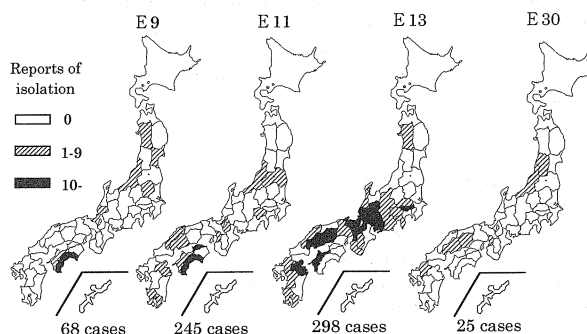 E 9
E 11
E 13
E 30
Reports of
isolation
0
1-9
10-
68 cases
245 cases
298 cases
25 cases